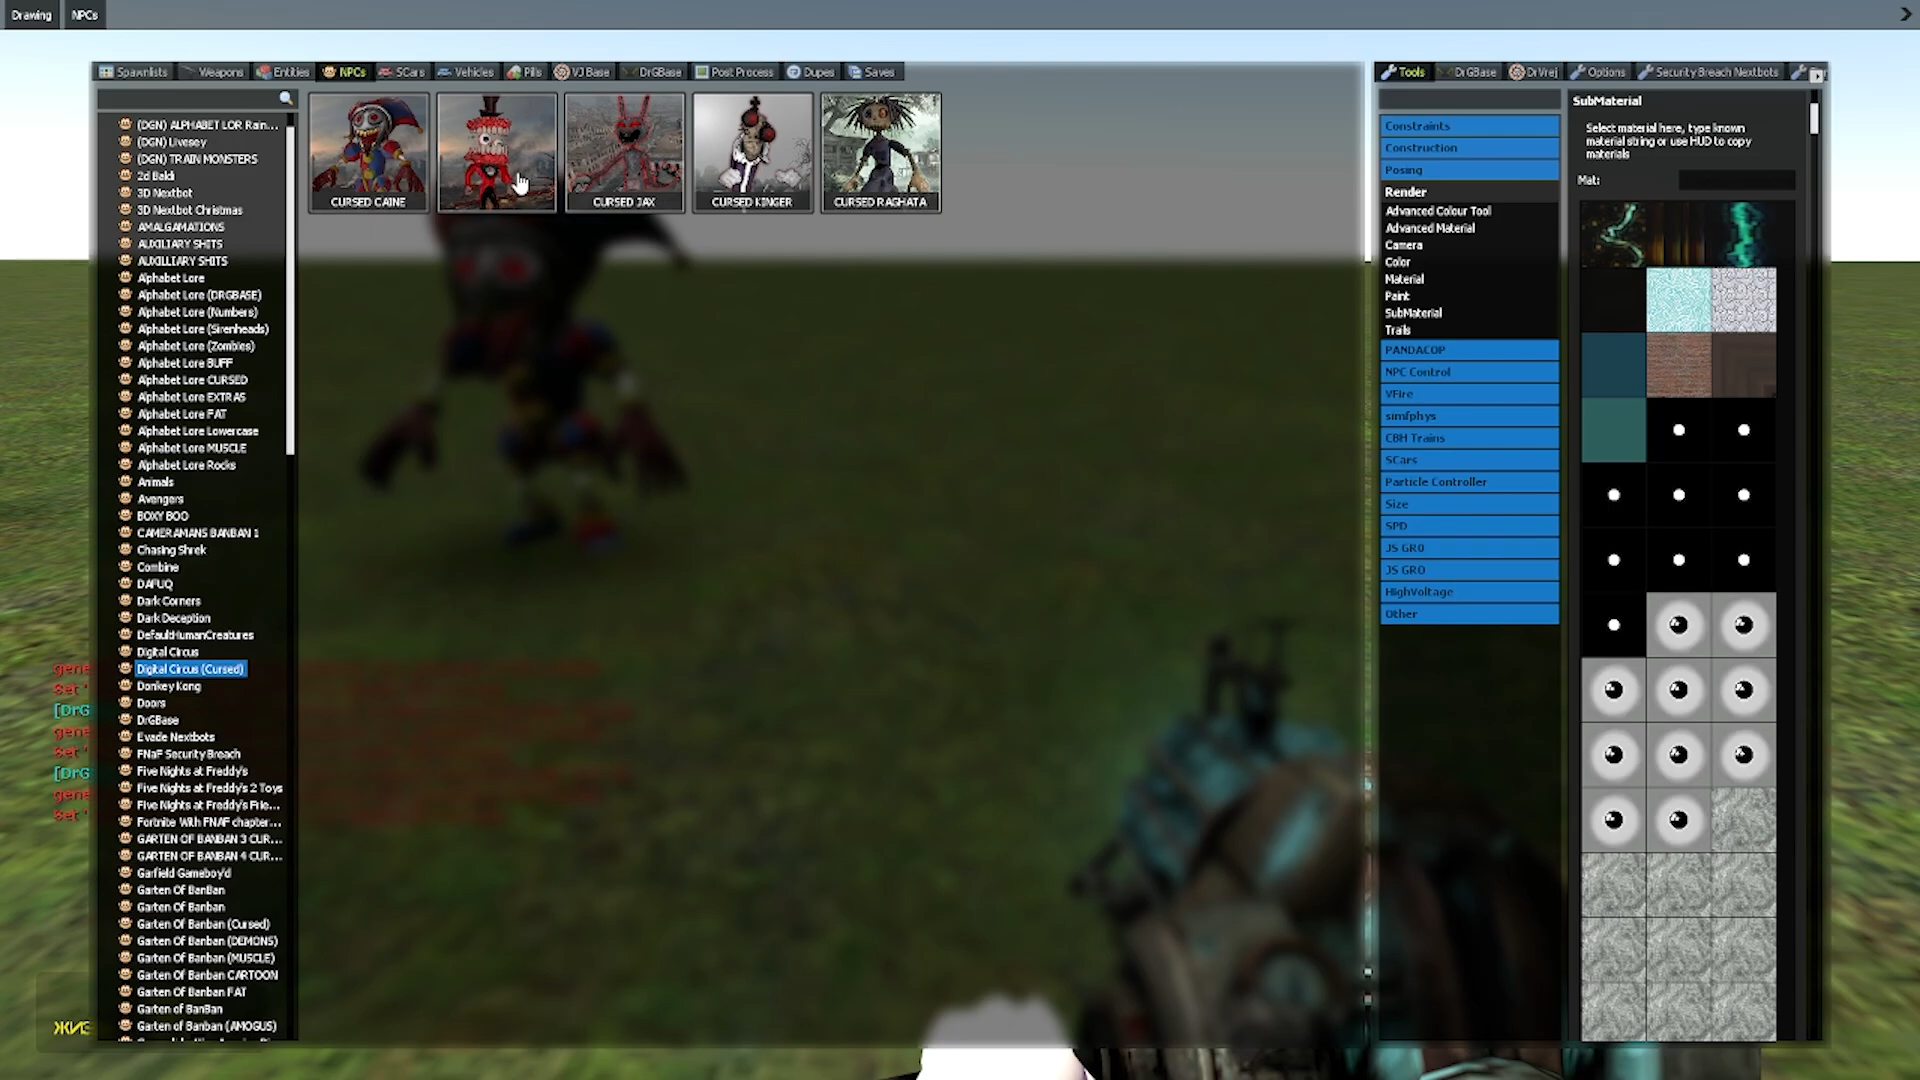 Drawing
NPCs
Spawnlists
Weapons
Entities
NPCs
SCars
Vehicles
Pills
VJ Base
DrGBase
Post Process
Dupes
Saves
(DGN) ALPHABET LOR Rain...
(DGN) Livesey
(DGN) TRAIN MONSTERS
2d Baldi
3D Nextbot
3D Nextbot Christmas
AMALGAMATIONS
AUXILIARY SHITS
AUXILLIARY SHITS
Alphabet Lore
Alphabet Lore (DRGBASE)
Alphabet Lore (Numbers)
Alphabet Lore (Sirenheads)
Alphabet Lore (Zombies)
Alphabet Lore BUFF
Alphabet Lore CURSED
Alphabet Lore EXTRAS
Alphabet Lore FAT
Alphabet Lore Lowercase
Alphabet Lore MUSCLE
Alphabet Lore Rocks
Animals
Avengers
BOXY BOO
CAMERAMANS BANBAN 1
Chasing Shrek
Combine
DAFUQ
Dark Corners
Dark Deception
DefaultHumanCreatures
Digital Circus
Digital Circus (Cursed)
Donkey Kong
Doors
DrGBase
Evade Nextbots
FNaF Security Breach
Five Nights at Freddy's
Five Nights at Freddy's 2 Toys
Five Nights at Freddy's Frie...
Fortnite With FNAF chapter...
GARTEN OF BANBAN 3 CUR...
GARTEN OF BANBAN 4 CUR...
Garfield Gameboy'd
Garten Of BanBan
Garten Of Banban
Garten Of Banban (Cursed)
Garten Of Banban (DEMONS)
Garten Of Banban (MUSCLE)
Garten Of Banban CARTOON
Garten Of Banban FAT
Garten of BanBan
Garten of Banban (AMOGUS)
CURSED CAINE
CURSED JAX
CURSED KINGER
CURSED RAGHATA
gene
Set '
[DrG
gene
Set '
[DrG
gene
Set '
ЖИЗ
Tools
DrGBase
DrVrej
Options
Security Breach Nextbots
Constraints
Construction
Posing
Render
Advanced Colour Tool
Advanced Material
Camera
Color
Material
Paint
SubMaterial
Trails
PANDACOP
NPC Control
VFire
simfphys
CBH Trains
SCars
Particle Controller
Size
SPD
JS GRO
JS GRO
HighVoltage
Other
SubMaterial
Select material here, type known
material string or use HUD to copy
materials
Mat: